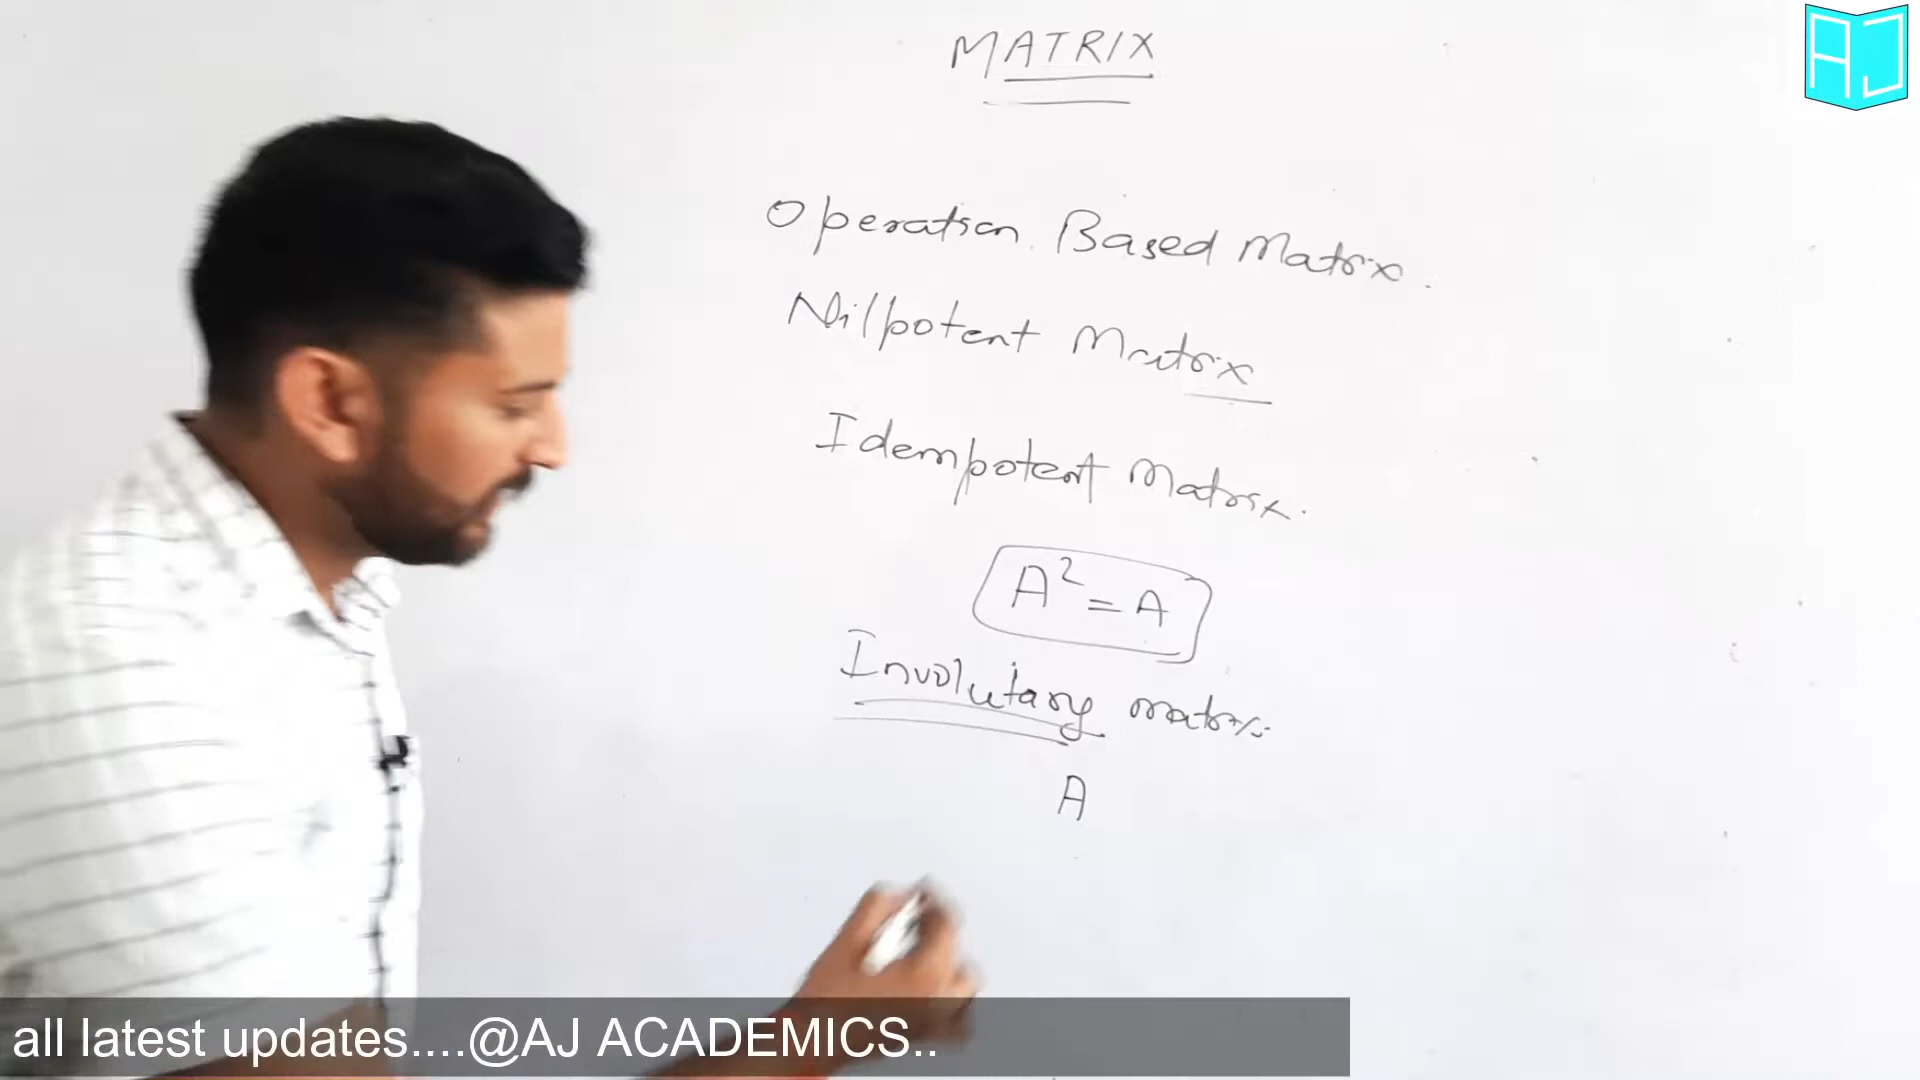 MATRIX
AJ
Operation Based Matrix.
Nilpotent Matrix
Idempotent Matrix.
A² = A
Involutary matrix.
A
all latest updates....@AJ ACADEMICS..